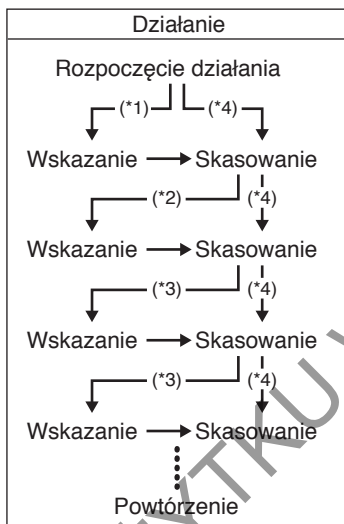 Działanie
Rozpoczęcie działania
(*1) (*4)
Wskazanie Skasowanie
(*2) (*4)
Wskazanie Skasowanie
(*3) (*4)
Wskazanie Skasowanie
(*3) (*4)
Wskazanie Skasowanie
Powtórzenie